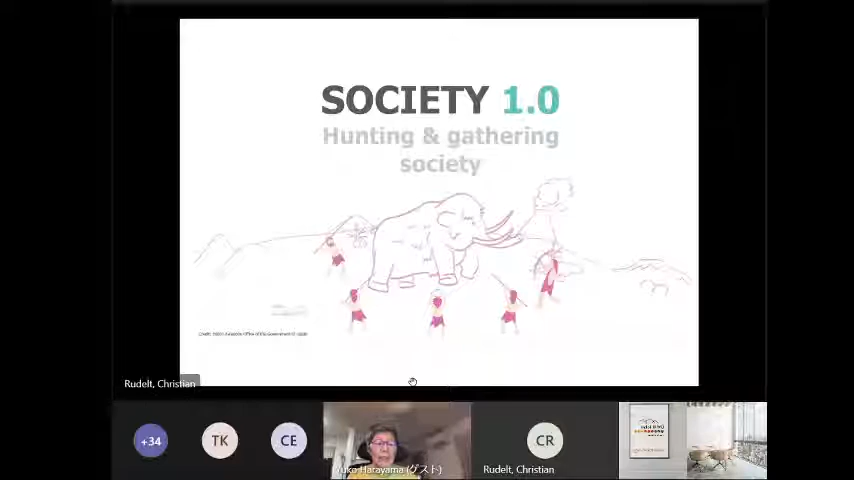 SOCIETY 1.0
Hunting & gathering
society
Rudelt, Christian
+34
TK
CE
Yuko Harayama (ゲスト)
CR
Rudelt, Christian